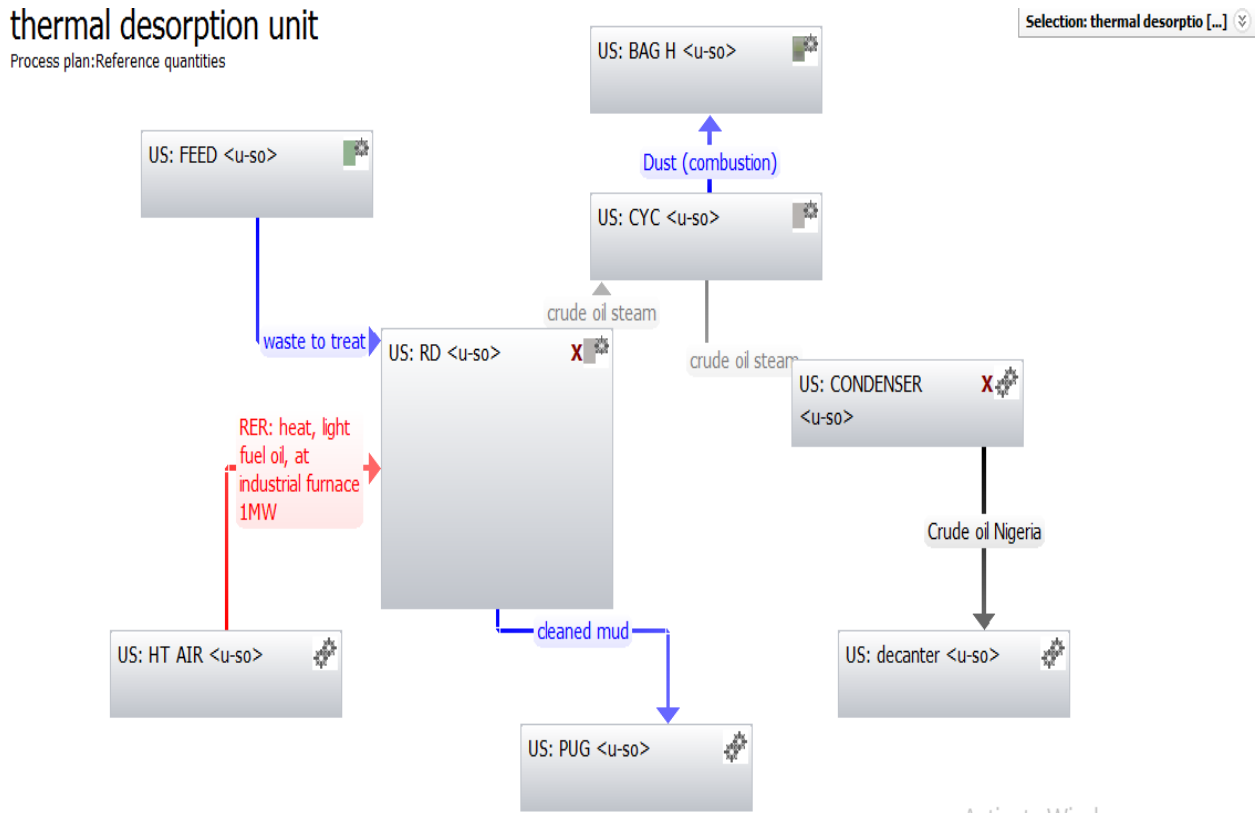 thermal desorption unit
Process plan:Reference quantities
Selection: thermal desorptio [...]
US: BAG H <u-so>
US: FEED <u-so>
Dust (combustion)
US: CYC <u-so>
crude oil steam
waste to treat
US: RD <u-so>
X
crude oil steam
US: CONDENSER
<u-so>
X
RER: heat, light
fuel oil, at
industrial furnace
1MW
Crude oil Nigeria
cleaned mud
US: HT AIR <u-so>
US: decanter <u-so>
US: PUG <u-so>